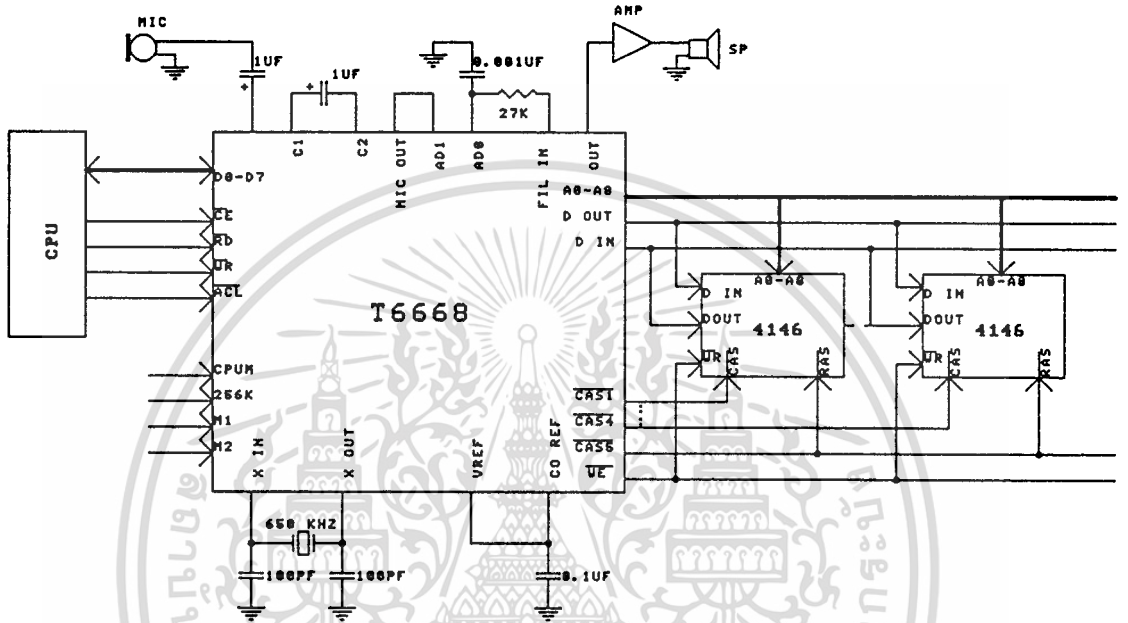 MIC
1UF
+
+
1UF
0.001UF
27K
AMP
SP
C1
C2
MIC OUT
AD1
AD0
FIL IN
OUT
CPU
D0-D7
CE
RD
WR
ACL
CPUM
256K
M1
M2
X IN
X OUT
VREF
CO REF
T6668
A0-A8
D OUT
D IN
CAS1
CAS4
CAS6
WE
A0-A8
D IN
DOUT
4146
WR
CAS
RAS
A0-A8
D IN
DOUT
4146
WR
CAS
RAS
650 KHZ
100PF
100PF
0.1UF